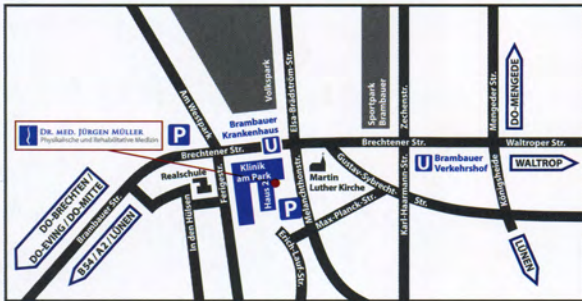 Am Westpark
Volkspark
Elsa-Brädström-Str.
Sportpark
Brambauer
Zechenstr.
Mengeder Str.
DO-MENGEDE
DR. MED. JÜRGEN MÜLLER
Physikalische und Rehabilitative Medizin
P
Brambauer
Krankenhaus
U
Brechtener Str.
Brechtener Str.
Waltroper Str.
Realschule
Klinik
am Park
Haus 2
Martin
Luther Kirche
Gustav-Sybrecht-
Str.
U
Brambauer
Verkehrshof
WALTROP
DO-BRECHTEN /
DO-EVING / DO-MITTE
Brambauer Str.
B54 / A2 / LÜNEN
In den Hülsen
Ferigstr.
P
Melanchthonstr.
Max-Planck-Str.
Erich-Lauf-Str.
Karl-Haarmann-Str.
Königsheide
LÜNEN